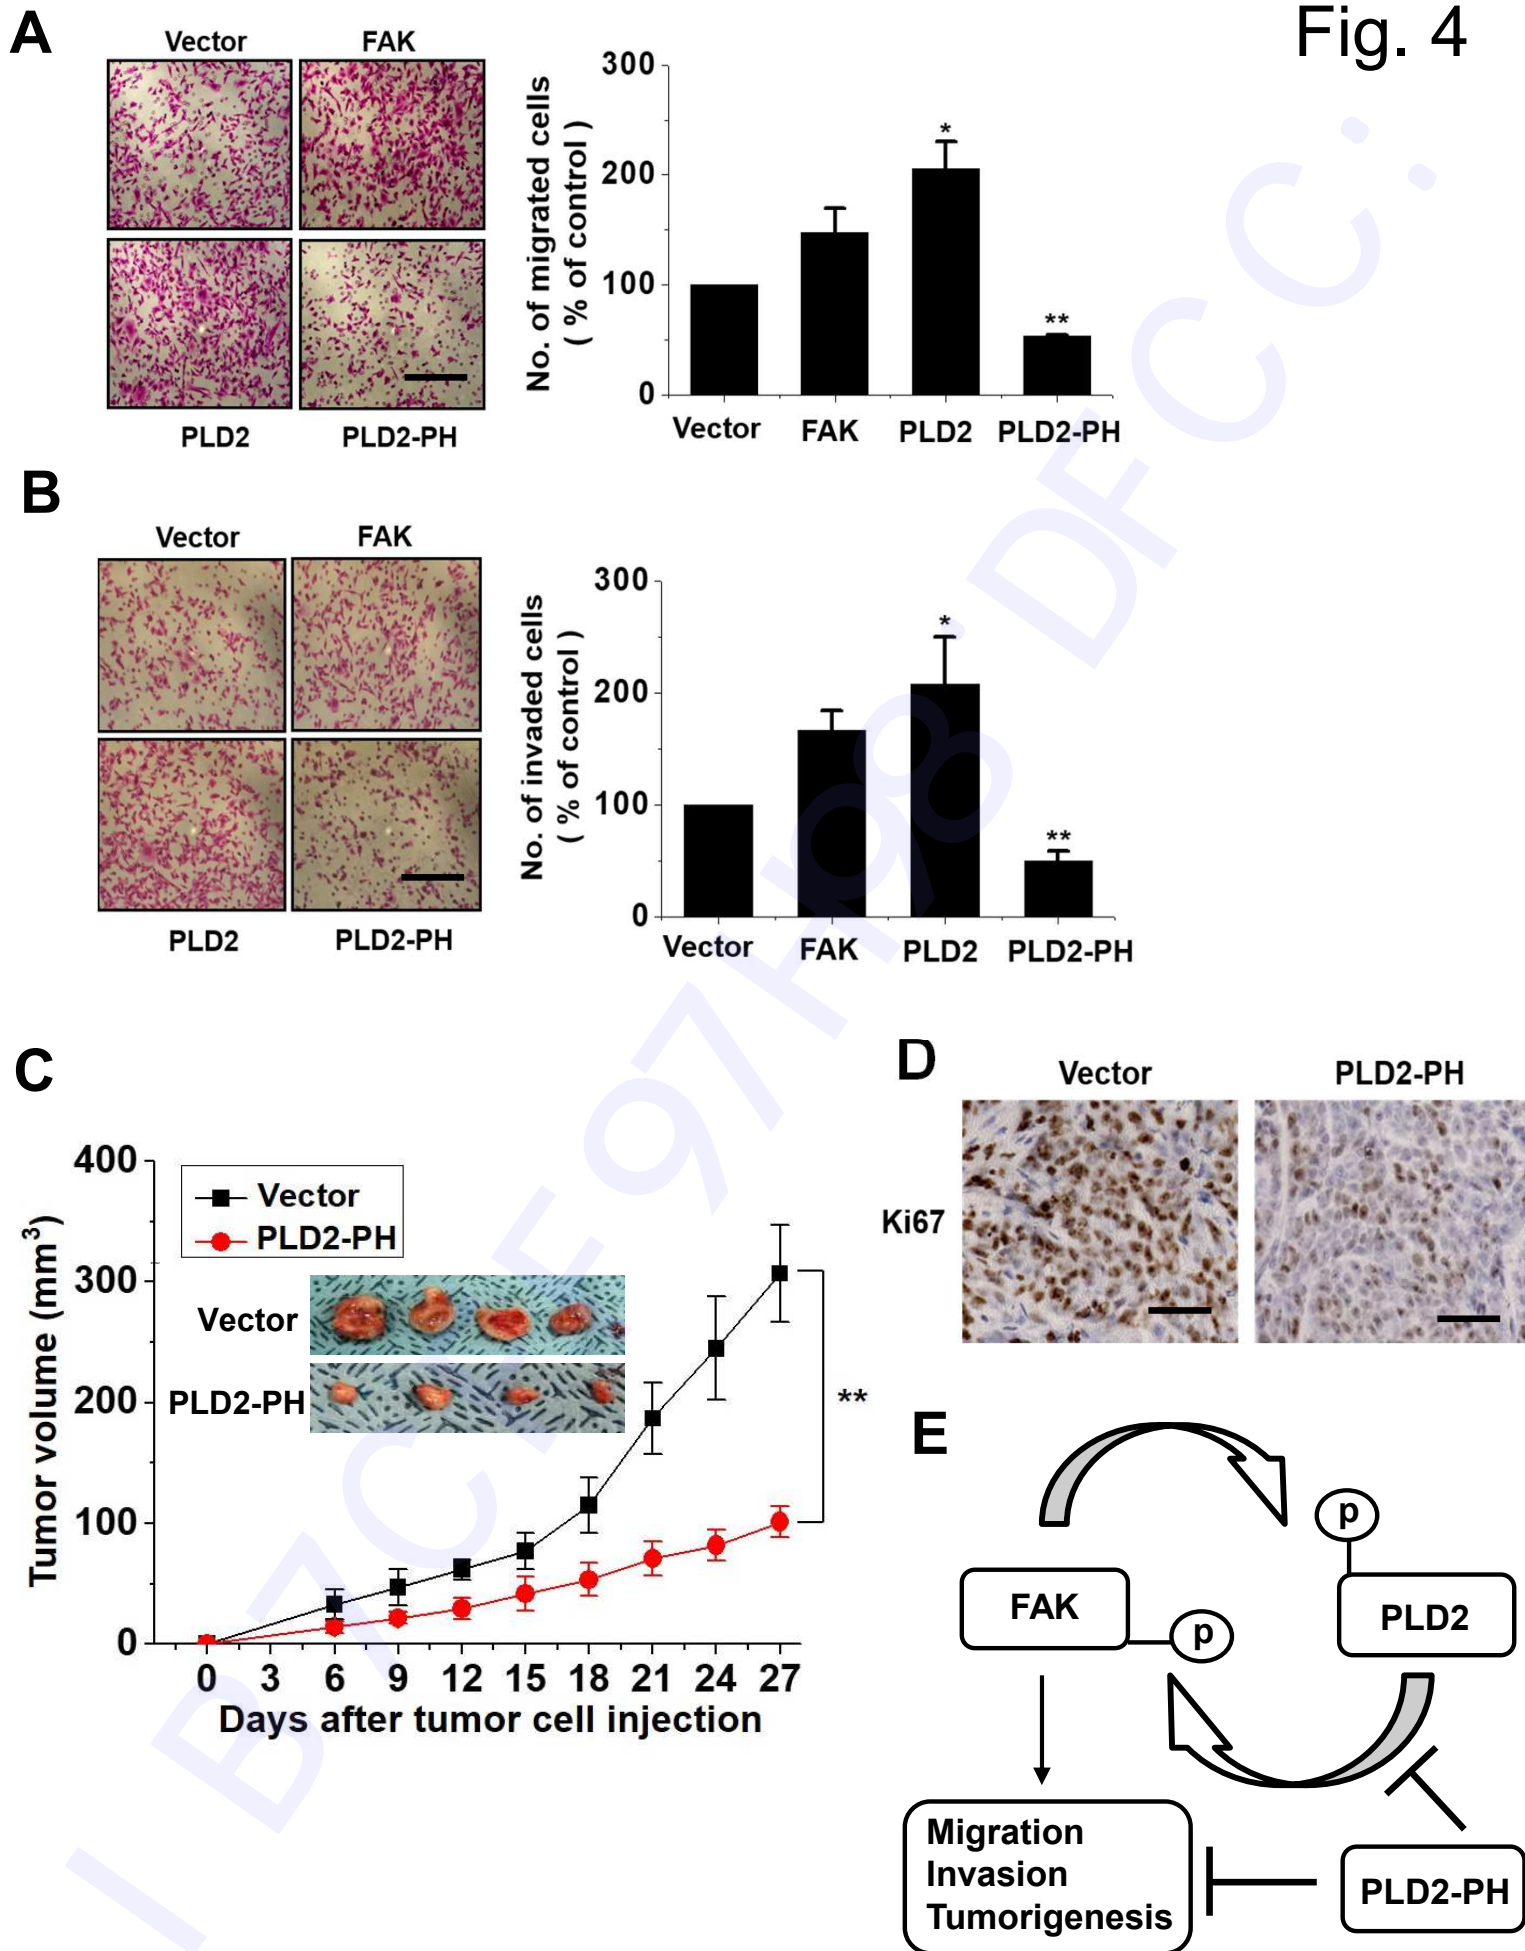 Fig. 4
A
Vector FAK
PLD2 PLD2-PH
No. of migrated cells
( % of control )
300
200
100
0
*
**
Vector FAK PLD2 PLD2-PH
B
Vector FAK
PLD2 PLD2-PH
No. of invaded cells
( % of control )
300
200
100
0
*
**
Vector FAK PLD2 PLD2-PH
C
Tumor volume (mm³)
400
300
200
100
0
Vector
PLD2-PH
Vector
PLD2-PH
**
0 3 6 9 12 15 18 21 24 27
Days after tumor cell injection
D
Vector PLD2-PH
Ki67
E
FAK
p
p
PLD2
Migration
Invasion
Tumorigenesis
PLD2-PH